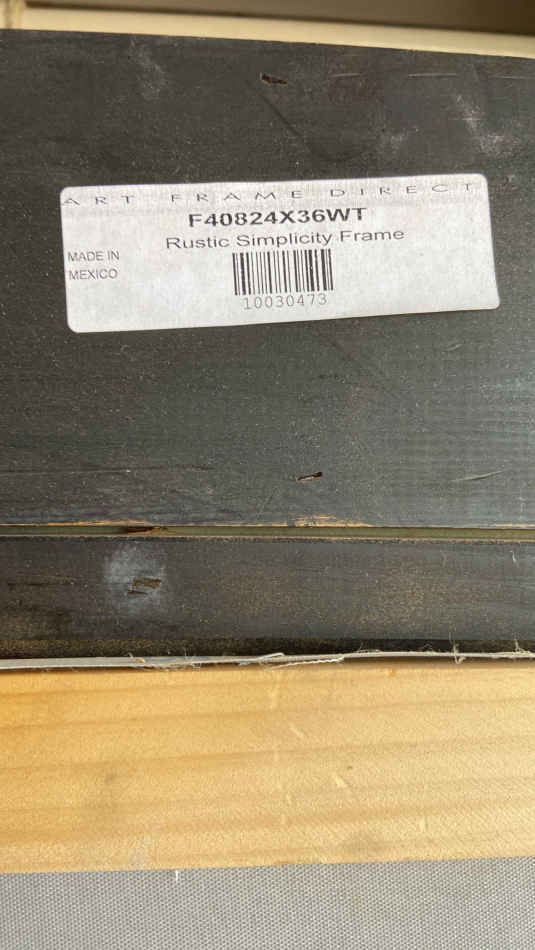 ART FRAME DIRECT
F40824X36WT
Rustic Simplicity Frame
MADE IN
MEXICO
10030473